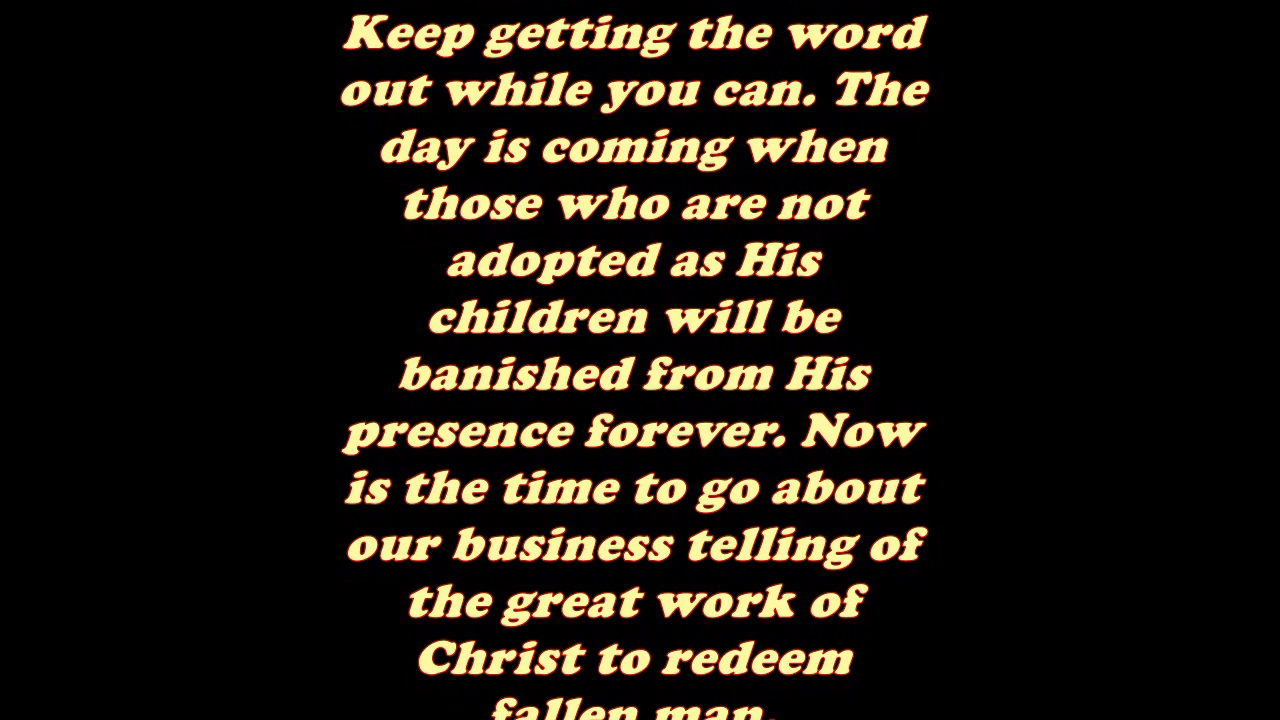 Keep getting the word
out while you can. The
day is coming when
those who are not
adopted as His
children will be
banished from His
presence forever. Now
is the time to go about
our business telling of
the great work of
Christ to redeem
fallen man.